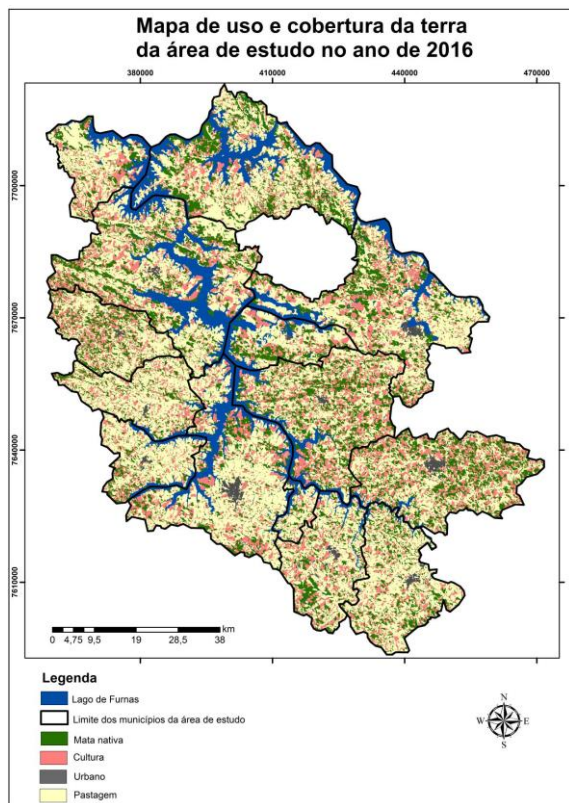 Mapa de uso e cobertura da terra
da área de estudo no ano de 2016
380000 410000 440000 470000
7700000
7670000
7640000
7610000
km
0 4,75 9,5 19 28,5 38
Legenda
Lago de Furnas
Limite dos municípios da área de estudo
Mata nativa
Cultura
Urbano
Pastagem
N
W E
S